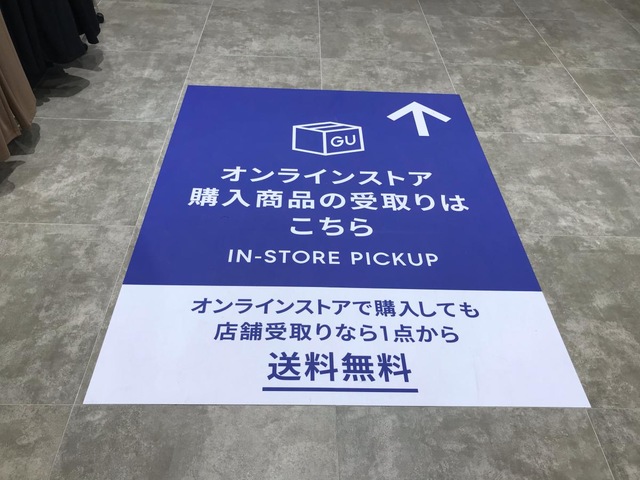 GU
オンラインストア
購入商品の受取りは
こちら
IN-STORE PICKUP
オンラインストアで購入しても
店舗受取りなら1点から
送料無料